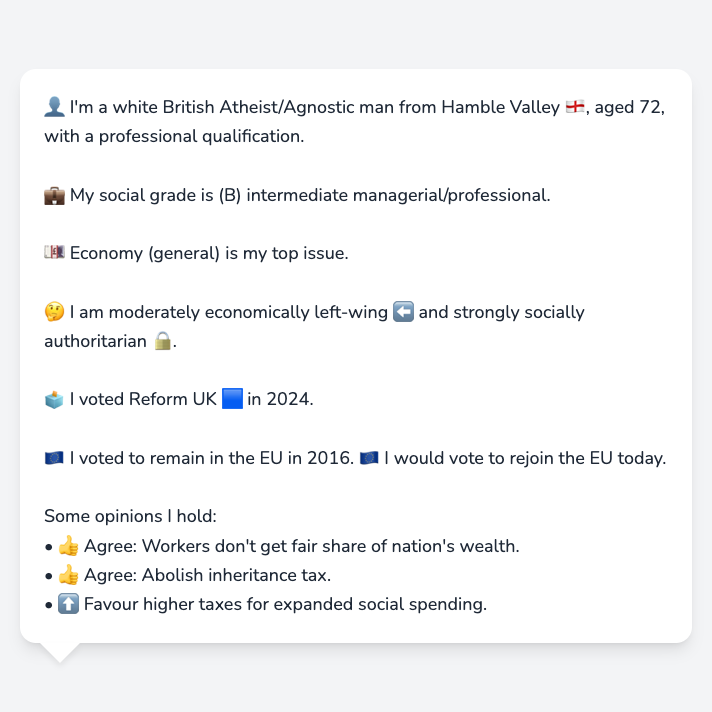 👤 I'm a white British Atheist/Agnostic man from Hamble Valley 🏴󠁧󠁢󠁥󠁮󠁧󠁿, aged 72,
with a professional qualification.
💼 My social grade is (B) intermediate managerial/professional.
💷 Economy (general) is my top issue.
🤔 I am moderately economically left-wing ⬅️ and strongly socially
authoritarian 🔒.
🗳️ I voted Reform UK 🟦 in 2024.
🇪🇺 I voted to remain in the EU in 2016. 🇪🇺 I would vote to rejoin the EU today.
Some opinions I hold:
• 👍 Agree: Workers don't get fair share of nation's wealth.
• 👍 Agree: Abolish inheritance tax.
• ⬆️ Favour higher taxes for expanded social spending.